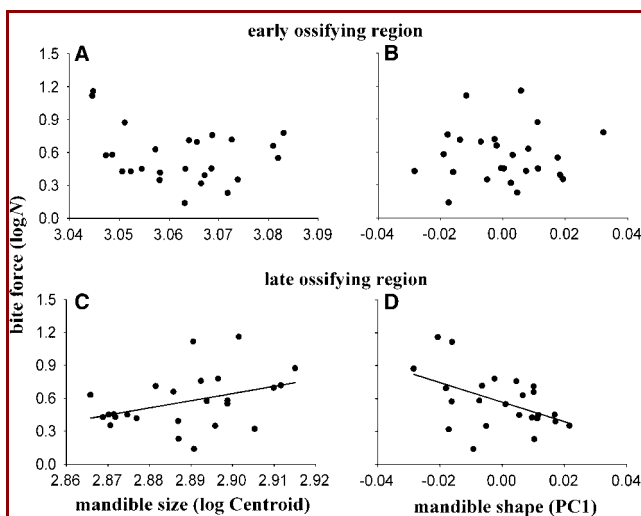 early ossifying region
A
B
1.5
1.2
0.9
0.6
0.3
0.0
3.04 3.05 3.06 3.07 3.08 3.09
-0.04 -0.02 0.00 0.02 0.04
bite force (logN)
late ossifying region
C
D
1.5
1.2
0.9
0.6
0.3
0.0
2.86 2.87 2.88 2.89 2.90 2.91 2.92
-0.04 -0.02 0.00 0.02 0.04
mandible size (log Centroid)
mandible shape (PC1)